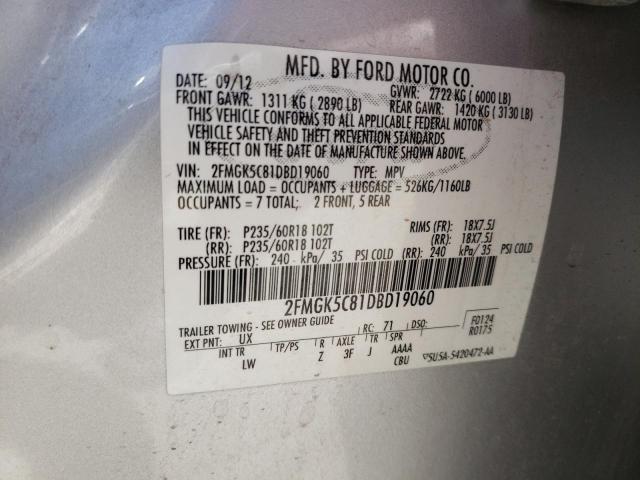 MFD. BY FORD MOTOR CO.
DATE: 09/12 GVWR: 2722 KG ( 6000 LB)
FRONT GAWR: 1311 KG ( 2890 LB) REAR GAWR: 1420 KG ( 3130 LB)
THIS VEHICLE CONFORMS TO ALL APPLICABLE FEDERAL MOTOR
VEHICLE SAFETY AND THEFT PREVENTION STANDARDS
IN EFFECT ON THE DATE OF MANUFACTURE SHOWN ABOVE.
VIN: 2FMGK5C81DBD19060 TYPE: MPV
MAXIMUM LOAD = OCCUPANTS + LUGGAGE = 526KG/1160LB
OCCUPANTS = 7 TOTAL; 2 FRONT, 5 REAR
TIRE (FR): P235/60R18 102T RIMS (FR): 18X7.5J
(RR): P235/60R18 102T (RR): 18X7.5J
PRESSURE (FR): 240 kPa/ 35 PSI COLD (RR): 240 kPa/ 35 PSI COLD
2FMGK5C81DBD19060
TRAILER TOWING - SEE OWNER GUIDE
EXT PNT: UX RC: 71 DSO: F0124
R0175
INT TR TP/PS R AXLE TR SPR
LW Z 3F J AAAA
CBU 5U5A-5420472-AA